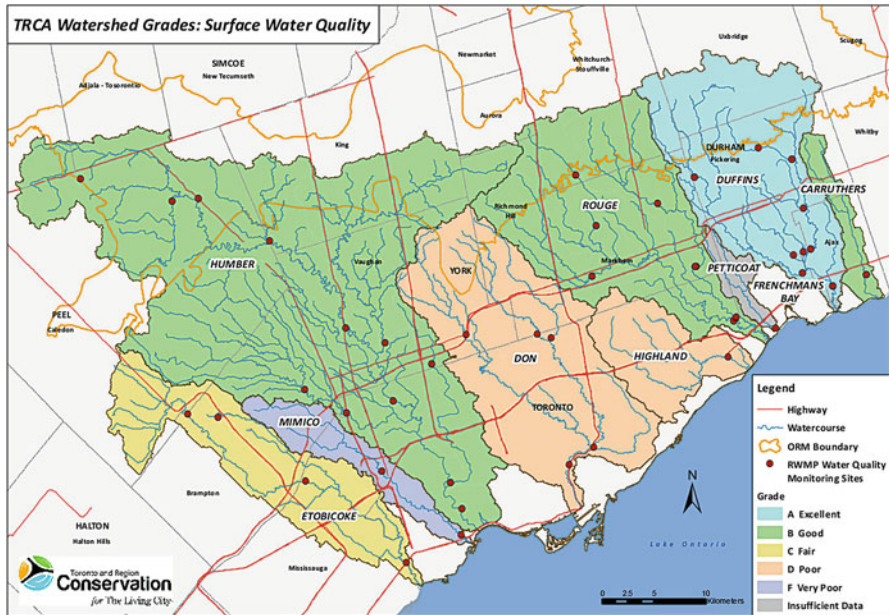 TRCA Watershed Grades: Surface Water Quality
SIMCOE
New Tecumseth
Adjala - Tosorontio
Newmarket
Whitchurch-
Stouffville
Uxbridge
Scugog
Aurora
King
Whitby
DURHAM
Pickering
DUFFINS
CARRUTHERS
Richmond
Hill
ROUGE
Ajax
HUMBER
Vaughan
YORK
Markham
PETTICOAT
FRENCHMANS
BAY
PEEL
Caledon
DON
HIGHLAND
MIMICO
TORONTO
Brampton
ETOBICOKE
HALTON
Halton Hills
Mississauga
Lake Ontario
N
0 2.5 5 10
Kilometers
Legend
Highway
Watercourse
ORM Boundary
RWMP Water Quality
Monitoring Sites
Grade
A Excellent
B Good
C Fair
D Poor
F Very Poor
Insufficient Data
Toronto and Region
Conservation
for The Living City